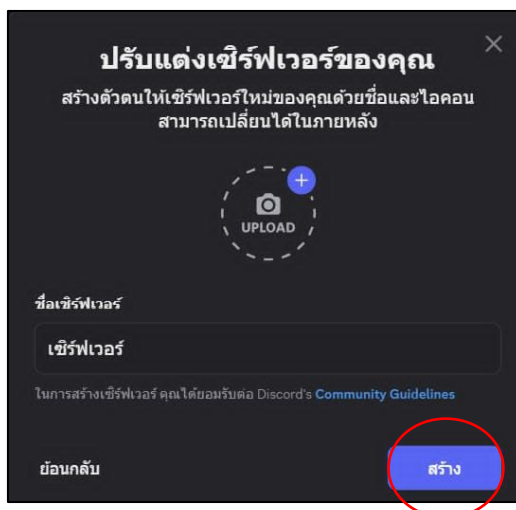 ปรับแต่งเซิร์ฟเวอร์ของคุณ
สร้างตัวตนให้เซิร์ฟเวอร์ใหม่ของคุณด้วยชื่อและไอคอน
สามารถเปลี่ยนได้ในภายหลัง
UPLOAD
ชื่อเซิร์ฟเวอร์
เซิร์ฟเวอร์
ในการสร้างเซิร์ฟเวอร์ คุณได้ยอมรับต่อ Discord's Community Guidelines
ย้อนกลับ
สร้าง